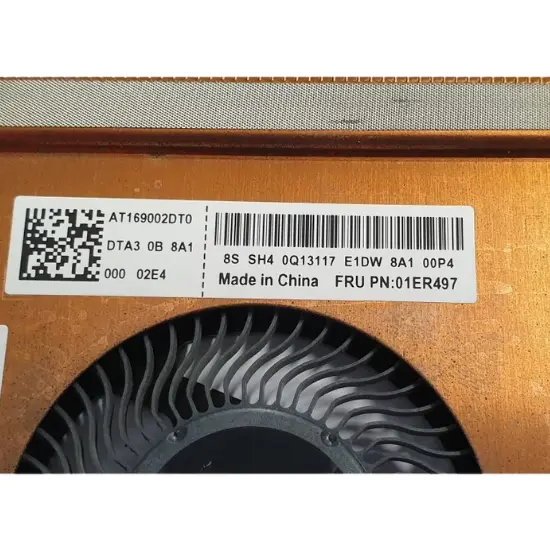 AT169002DT0
DTA3 0B 8A1
000 02E4
8S SH4 0Q13117 E1DW 8A1 00P4
Made in China FRU PN:01ER497